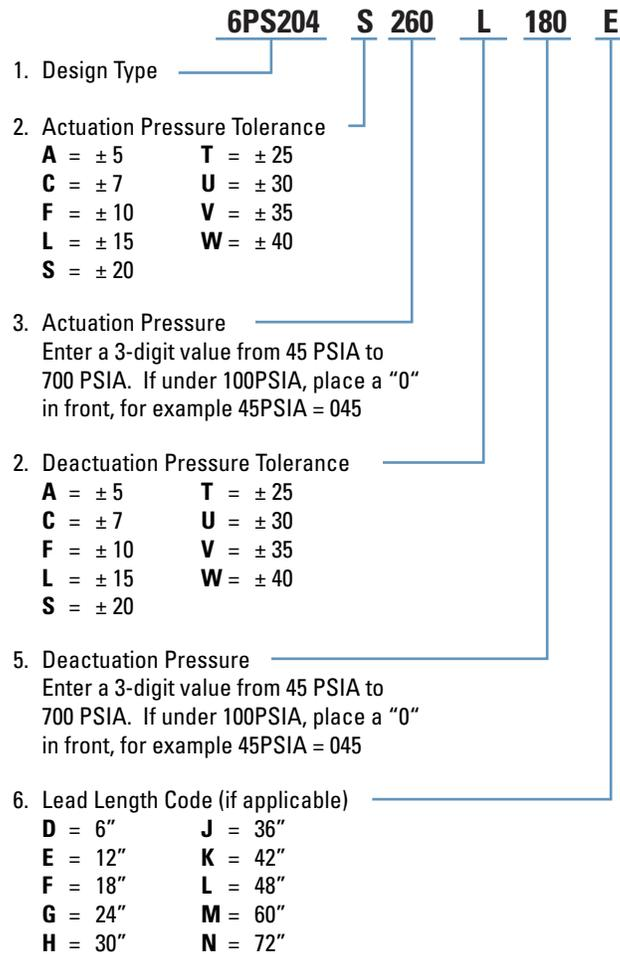 6PS204 S 260 L 180 E
1. Design Type
2. Actuation Pressure Tolerance
A = ± 5 T = ± 25
C = ± 7 U = ± 30
F = ± 10 V = ± 35
L = ± 15 W = ± 40
S = ± 20
3. Actuation Pressure
Enter a 3-digit value from 45 PSIA to
700 PSIA. If under 100PSIA, place a "0"
in front, for example 45PSIA = 045
2. Deactuation Pressure Tolerance
A = ± 5 T = ± 25
C = ± 7 U = ± 30
F = ± 10 V = ± 35
L = ± 15 W = ± 40
S = ± 20
5. Deactuation Pressure
Enter a 3-digit value from 45 PSIA to
700 PSIA. If under 100PSIA, place a "0"
in front, for example 45PSIA = 045
6. Lead Length Code (if applicable)
D = 6" J = 36"
E = 12" K = 42"
F = 18" L = 48"
G = 24" M = 60"
H = 30" N = 72"